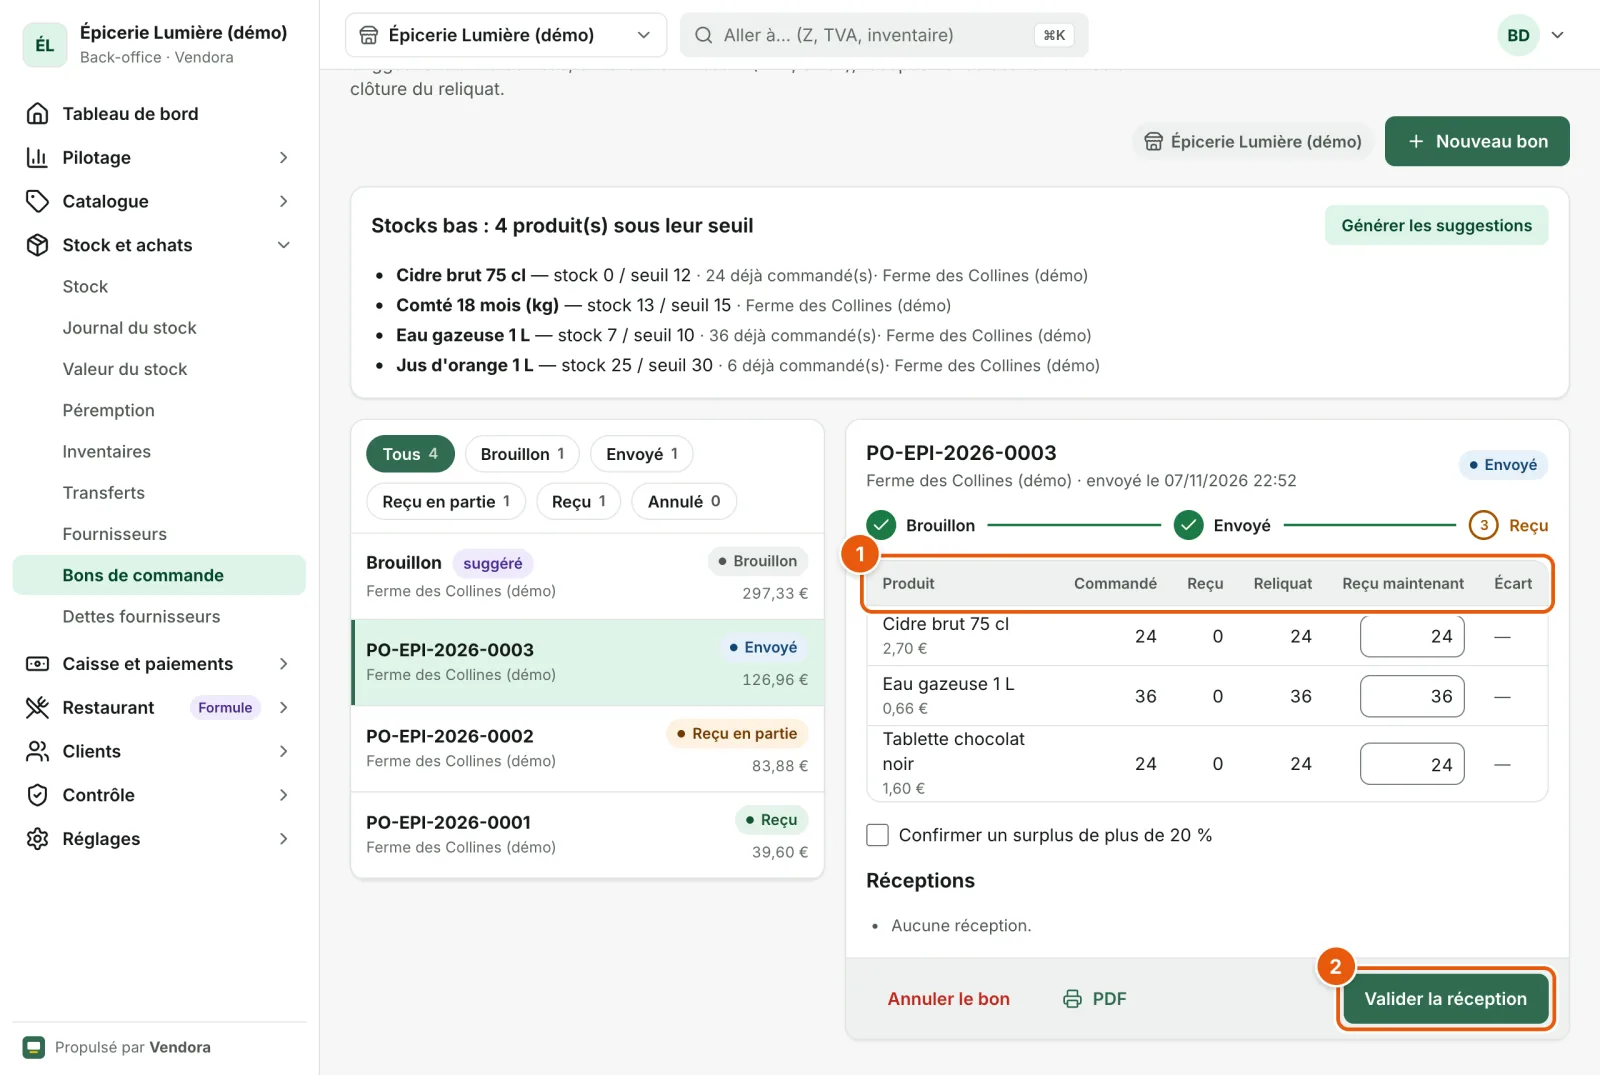 ÉL
Épicerie Lumière (démo)
Back-office · Vendora
Tableau de bord
Pilotage
Catalogue
Stock et achats
Stock
Journal du stock
Valeur du stock
Péremption
Inventaires
Transferts
Fournisseurs
Bons de commande
Dettes fournisseurs
Caisse et paiements
Restaurant Formule
Clients
Contrôle
Réglages
Propulsé par Vendora
Épicerie Lumière (démo)
Aller à... (Z, TVA, inventaire) ⌘K
BD
clôture du reliquat.
Épicerie Lumière (démo)
+ Nouveau bon
Stocks bas : 4 produit(s) sous leur seuil
Générer les suggestions
• Cidre brut 75 cl — stock 0 / seuil 12 · 24 déjà commandé(s)· Ferme des Collines (démo)
• Comté 18 mois (kg) — stock 13 / seuil 15 · Ferme des Collines (démo)
• Eau gazeuse 1 L — stock 7 / seuil 10 · 36 déjà commandé(s)· Ferme des Collines (démo)
• Jus d'orange 1 L — stock 25 / seuil 30 · 6 déjà commandé(s)· Ferme des Collines (démo)
Tous 4 Brouillon 1 Envoyé 1
Reçu en partie 1 Reçu 1 Annulé 0
Brouillon suggéré • Brouillon
Ferme des Collines (démo) 297,33 €
PO-EPI-2026-0003 • Envoyé
Ferme des Collines (démo) 126,96 €
PO-EPI-2026-0002 • Reçu en partie
Ferme des Collines (démo) 83,88 €
PO-EPI-2026-0001 • Reçu
Ferme des Collines (démo) 39,60 €
PO-EPI-2026-0003
Ferme des Collines (démo) · envoyé le 07/11/2026 22:52
• Envoyé
Brouillon Envoyé 3 Reçu
1
Produit Commandé Reçu Reliquat Reçu maintenant Écart
Cidre brut 75 cl
2,70 €
24 0 24 24 —
Eau gazeuse 1 L
0,66 €
36 0 36 36 —
Tablette chocolat
noir
1,60 €
24 0 24 24 —
Confirmer un surplus de plus de 20 %
Réceptions
• Aucune réception.
2
Annuler le bon
PDF
Valider la réception